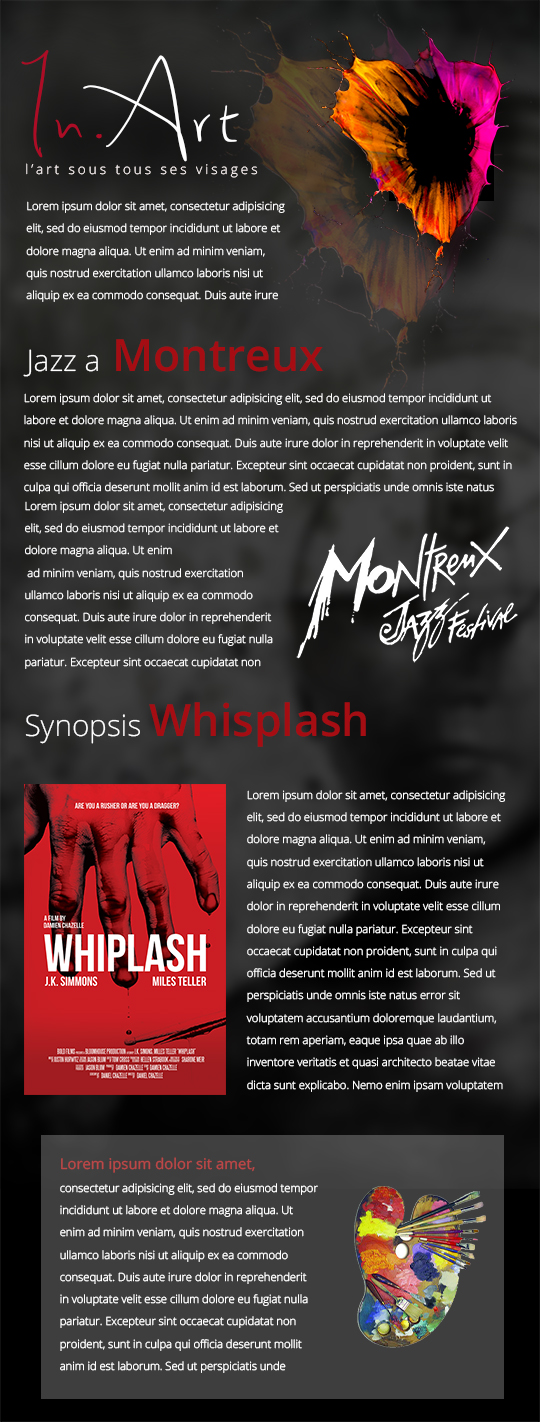 In.Art
l'art sous tous ses visages
Lorem ipsum dolor sit amet, consectetur adipisicing
elit, sed do eiusmod tempor incididunt ut labore et
dolore magna aliqua. Ut enim ad minim veniam,
quis nostrud exercitation ullamco laboris nisi ut
aliquip ex ea commodo consequat. Duis aute irure
Jazz a Montreux
Lorem ipsum dolor sit amet, consectetur adipisicing elit, sed do eiusmod tempor incididunt ut
labore et dolore magna aliqua. Ut enim ad minim veniam, quis nostrud exercitation ullamco laboris
nisi ut aliquip ex ea commodo consequat. Duis aute irure dolor in reprehenderit in voluptate velit
esse cillum dolore eu fugiat nulla pariatur. Excepteur sint occaecat cupidatat non proident, sunt in
culpa qui officia deserunt mollit anim id est laborum. Sed ut perspiciatis unde omnis iste natus
Lorem ipsum dolor sit amet, consectetur adipisicing
elit, sed do eiusmod tempor incididunt ut labore et
dolore magna aliqua. Ut enim
ad minim veniam, quis nostrud exercitation
ullamco laboris nisi ut aliquip ex ea commodo
consequat. Duis aute irure dolor in reprehenderit
in voluptate velit esse cillum dolore eu fugiat nulla
pariatur. Excepteur sint occaecat cupidatat non
Montreux
Jazz Festival
Synopsis Whisplash
ARE YOU A RUSHER OR ARE YOU A DRAGGER?
A FILM BY
DAMIEN CHAZELLE
WHIPLASH
J.K. SIMMONS MILES TELLER
Lorem ipsum dolor sit amet, consectetur adipisicing
elit, sed do eiusmod tempor incididunt ut labore et
dolore magna aliqua. Ut enim ad minim veniam,
quis nostrud exercitation ullamco laboris nisi ut
aliquip ex ea commodo consequat. Duis aute irure
dolor in reprehenderit in voluptate velit esse cillum
dolore eu fugiat nulla pariatur. Excepteur sint
occaecat cupidatat non proident, sunt in culpa qui
officia deserunt mollit anim id est laborum. Sed ut
perspiciatis unde omnis iste natus error sit
voluptatem accusantium doloremque laudantium,
totam rem aperiam, eaque ipsa quae ab illo
inventore veritatis et quasi architecto beatae vitae
dicta sunt explicabo. Nemo enim ipsam voluptatem
Lorem ipsum dolor sit amet,
consectetur adipisicing elit, sed do eiusmod tempor
incididunt ut labore et dolore magna aliqua. Ut
enim ad minim veniam, quis nostrud exercitation
ullamco laboris nisi ut aliquip ex ea commodo
consequat. Duis aute irure dolor in reprehenderit
in voluptate velit esse cillum dolore eu fugiat nulla
pariatur. Excepteur sint occaecat cupidatat non
proident, sunt in culpa qui officia deserunt mollit
anim id est laborum. Sed ut perspiciatis unde